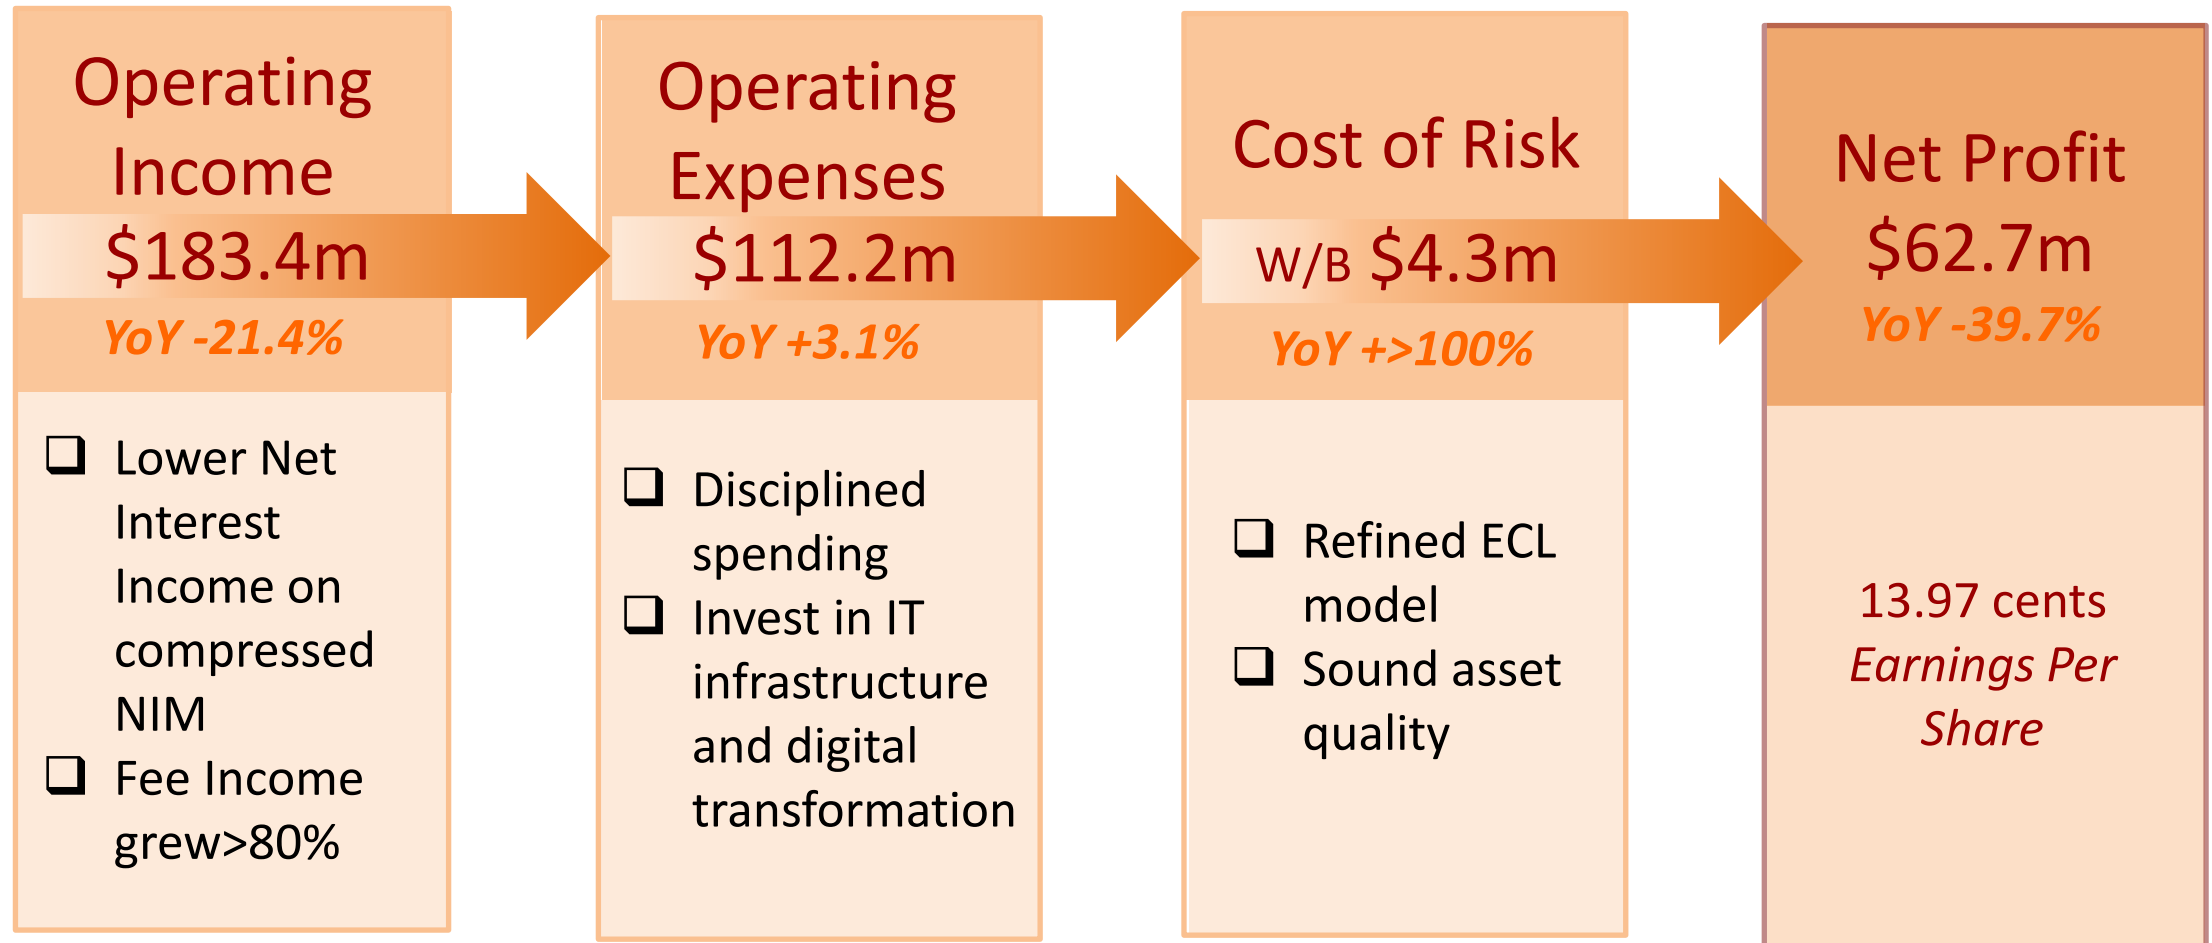 Operating
Income
$183.4m
YoY -21.4%
❑ Lower Net
Interest
Income on
compressed
NIM
❑ Fee Income
grew>80%
Operating
Expenses
$112.2m
YoY +3.1%
❑ Disciplined
spending
❑ Invest in IT
infrastructure
and digital
transformation
Cost of Risk
W/B $4.3m
YoY +>100%
❑ Refined ECL
model
❑ Sound asset
quality
Net Profit
$62.7m
YoY -39.7%
13.97 cents
Earnings Per
Share